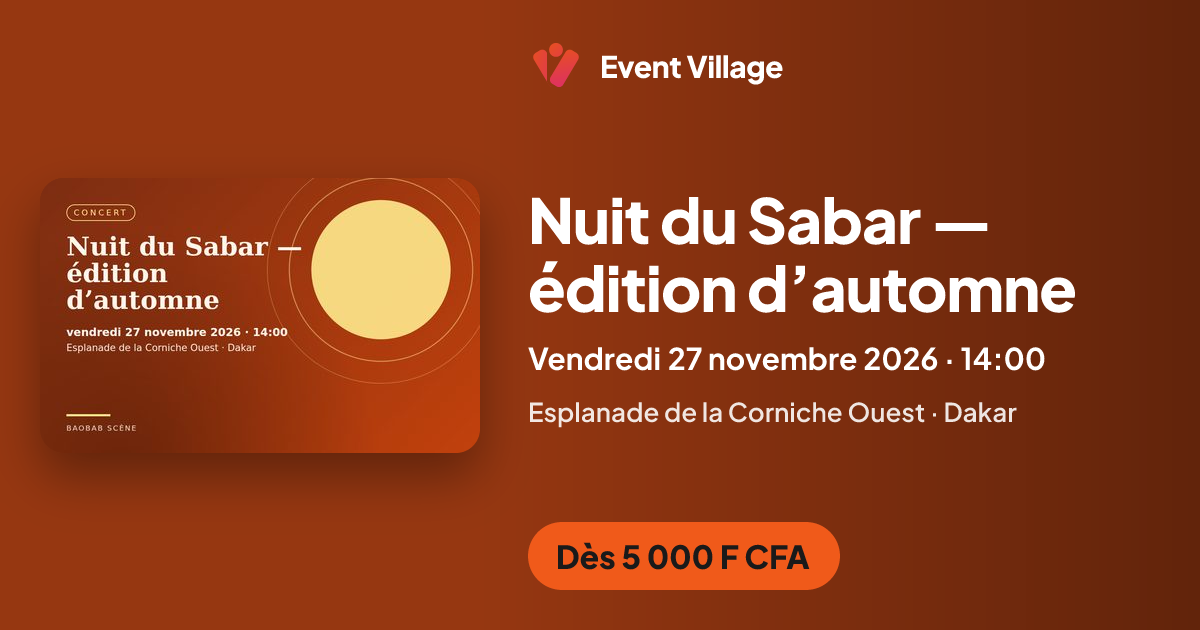 Event Village
CONCERT
Nuit du Sabar —
édition
d’automne
vendredi 27 novembre 2026 · 14:00
Esplanade de la Corniche Ouest · Dakar
BAOBAB SCÈNE
Nuit du Sabar —
édition d’automne
Vendredi 27 novembre 2026 · 14:00
Esplanade de la Corniche Ouest · Dakar
Dès 5 000 F CFA